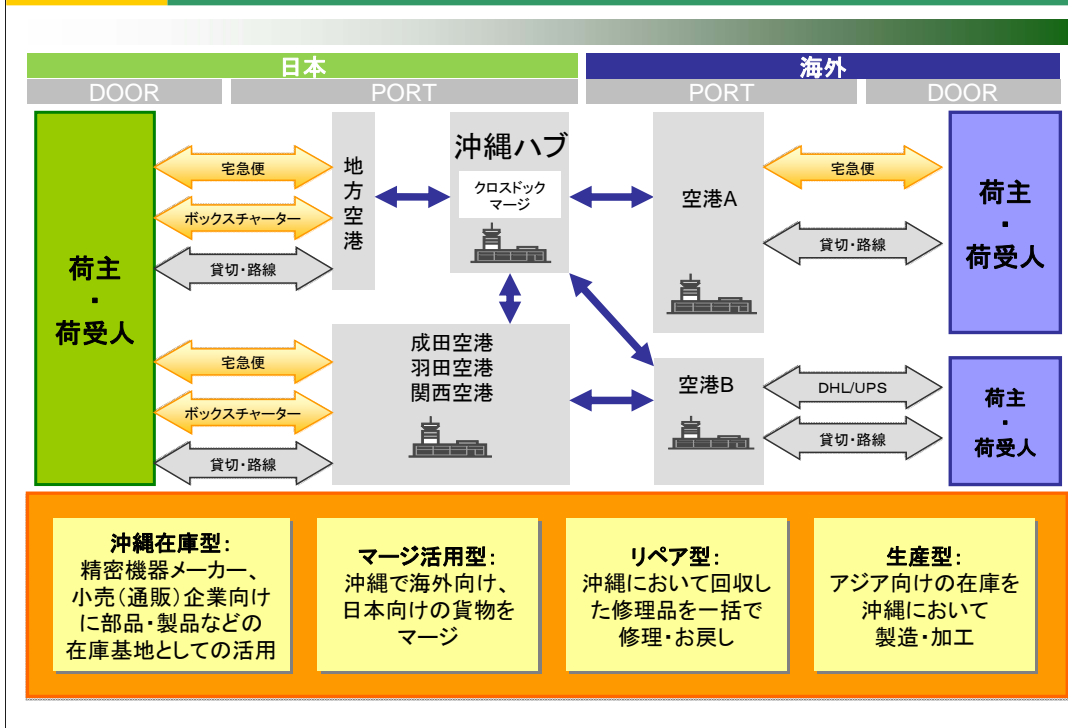 日本
海外
DOOR
PORT
PORT
DOOR
荷主
・
荷受人
宅急便
ボックスチャーター
貸切・路線
地
方
空
港
沖縄ハブ
クロスドック
マージ
空港A
宅急便
貸切・路線
荷主
・
荷受人
宅急便
ボックスチャーター
貸切・路線
成田空港
羽田空港
関西空港
空港B
DHL/UPS
貸切・路線
荷主
・
荷受人
沖縄在庫型:
精密機器メーカー、
小売(通販)企業向け
に部品・製品などの
在庫基地としての活用
マージ活用型:
沖縄で海外向け、
日本向けの貨物を
マージ
リペア型:
沖縄において回収し
た修理品を一括で
修理・お戻し
生産型:
アジア向けの在庫を
沖縄において
製造・加工